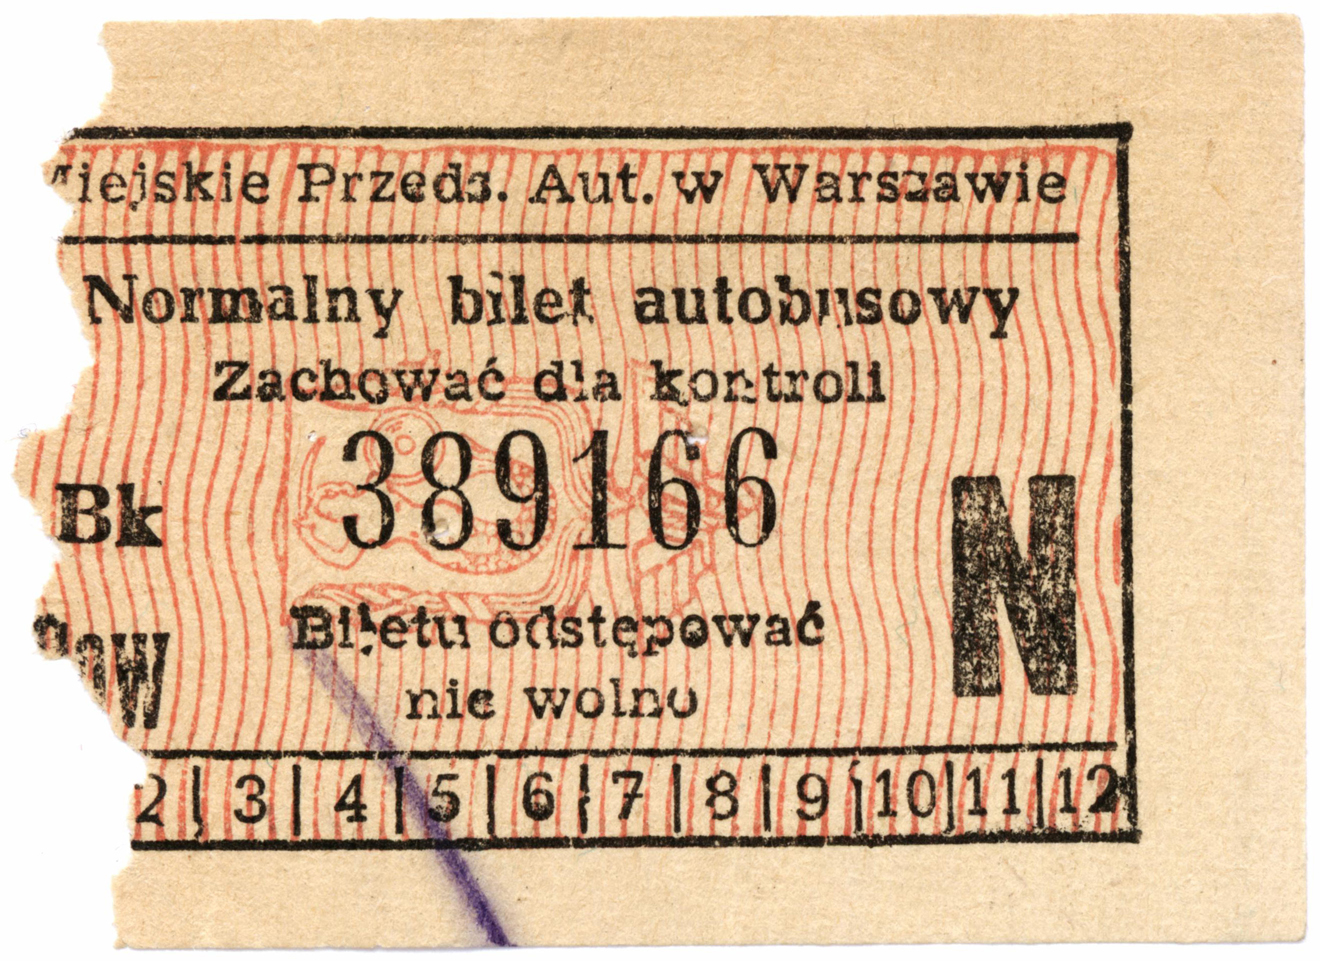 Miejskie Przeds. Aut. w Warszawie
Normalny bilet autobusowy
Zachować dla kontroli
Bk 389166 N
Biletu odstępować
nie wolno
2 | 3 | 4 | 5 | 6 | 7 | 8 | 9 | 10 | 11 | 12